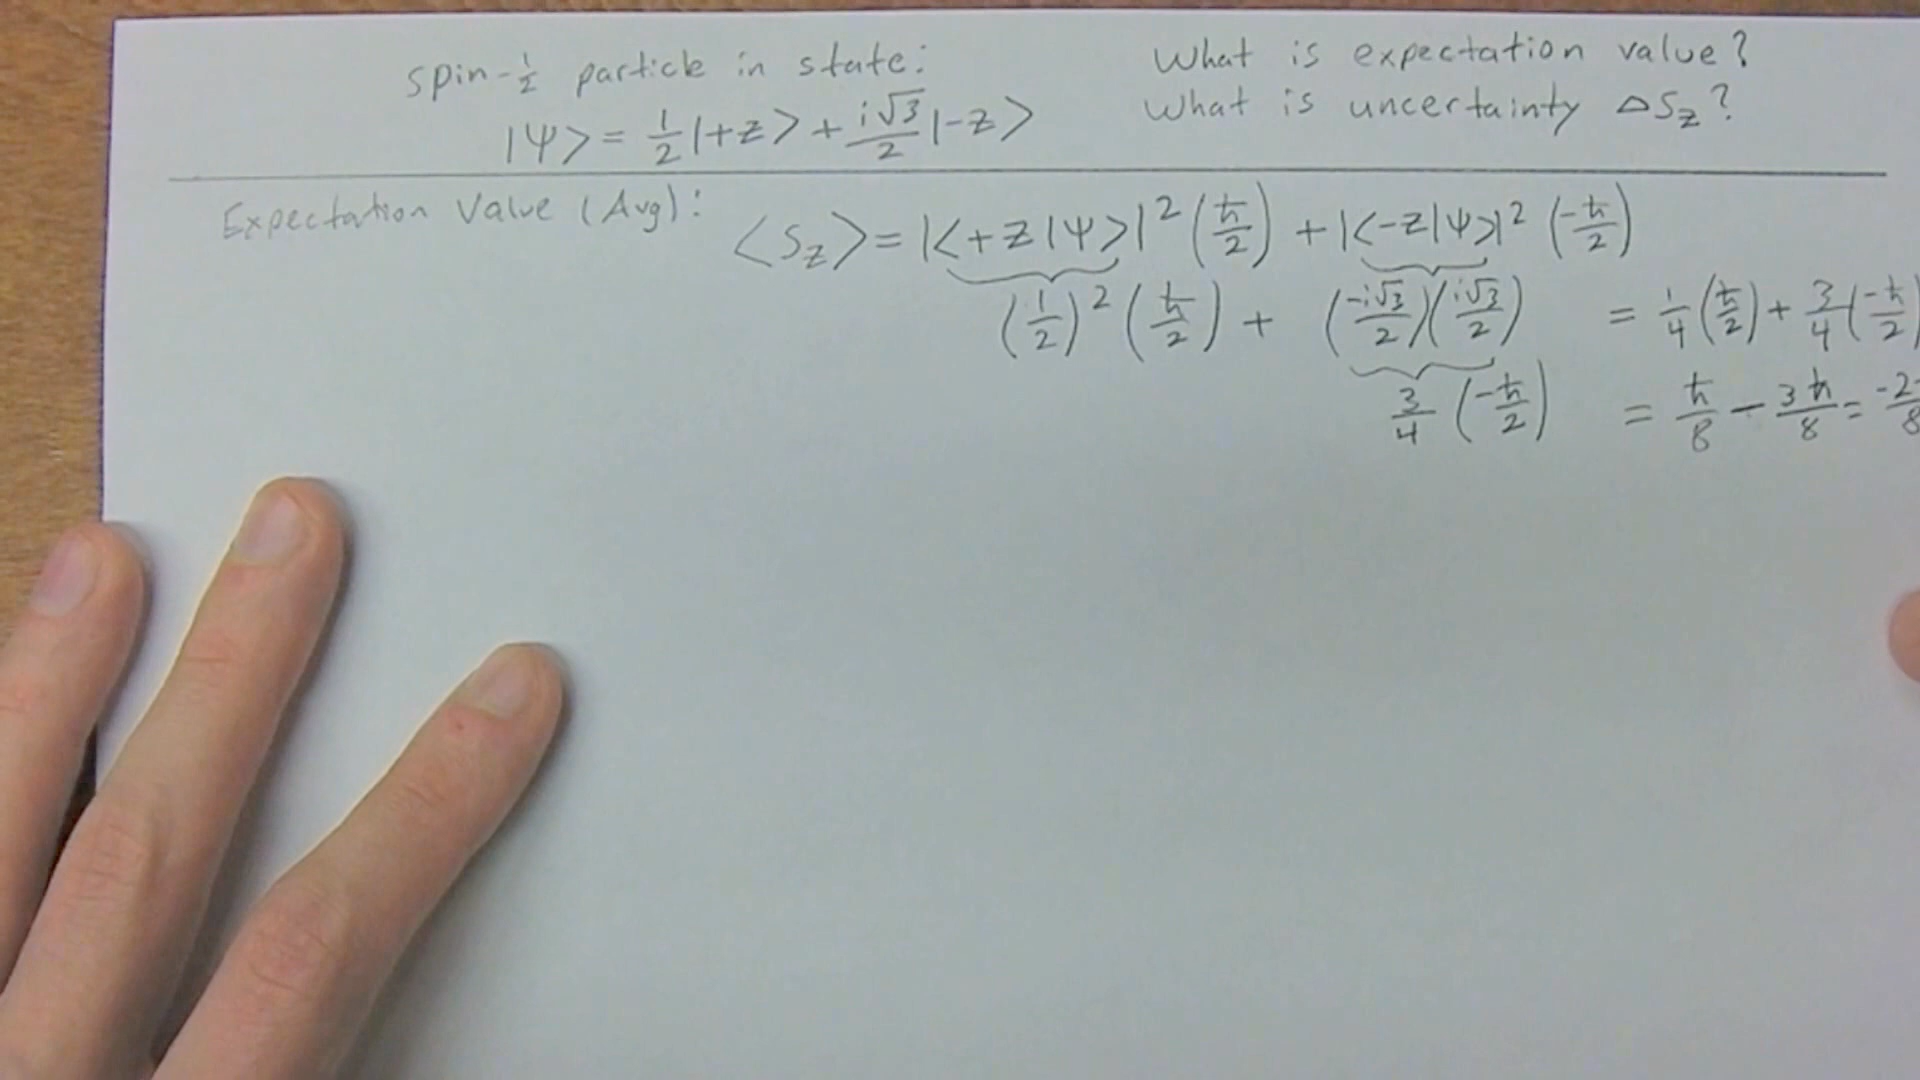 spin-½ particle in state:
|Ψ> = 1/2 |+z> + i√3/2 |-z>
What is expectation value?
What is uncertainty ΔSz?
Expectation Value (Avg):
<Sz> = |<+z|Ψ>|² (ħ/2) + |<-z|Ψ>|² (-ħ/2)
(1/2)² (ħ/2) + (-i√3/2)(i√3/2) = 1/4 (ħ/2) + 3/4 (-ħ/2)
3/4 (-ħ/2) = ħ/8 - 3ħ/8 = -2
8